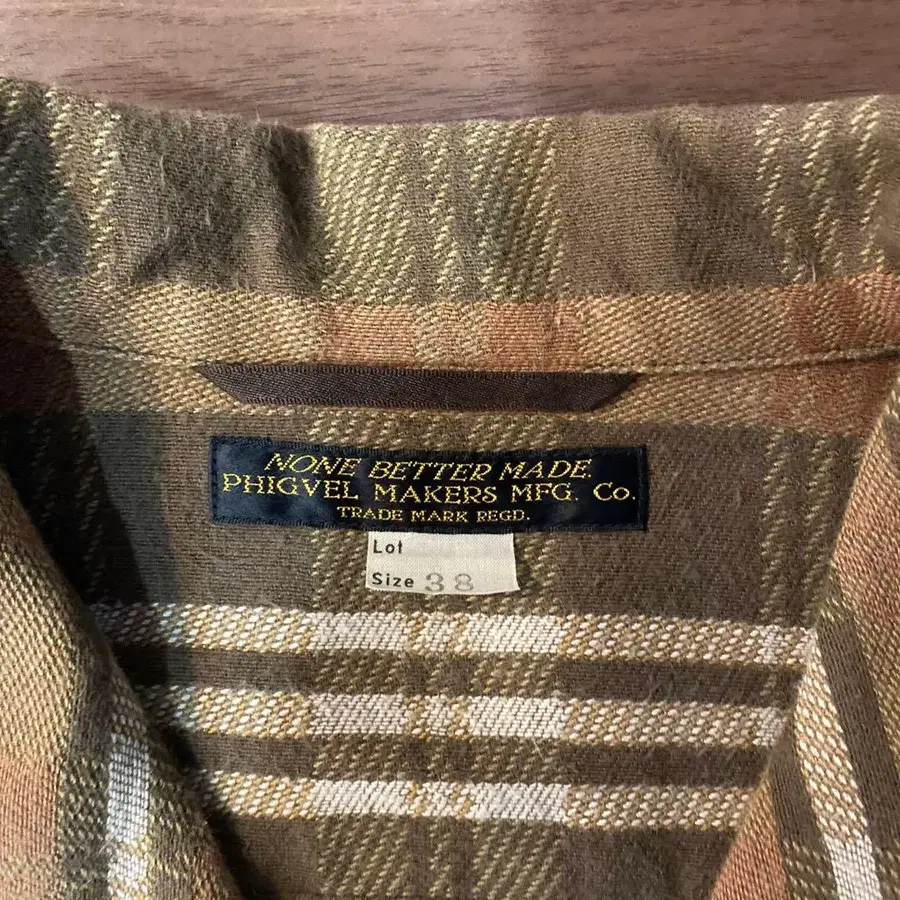 NONE BETTER MADE.
PHIGVEL MAKERS MFG. Co.
TRADE MARK REGD.
Lot
Size 38